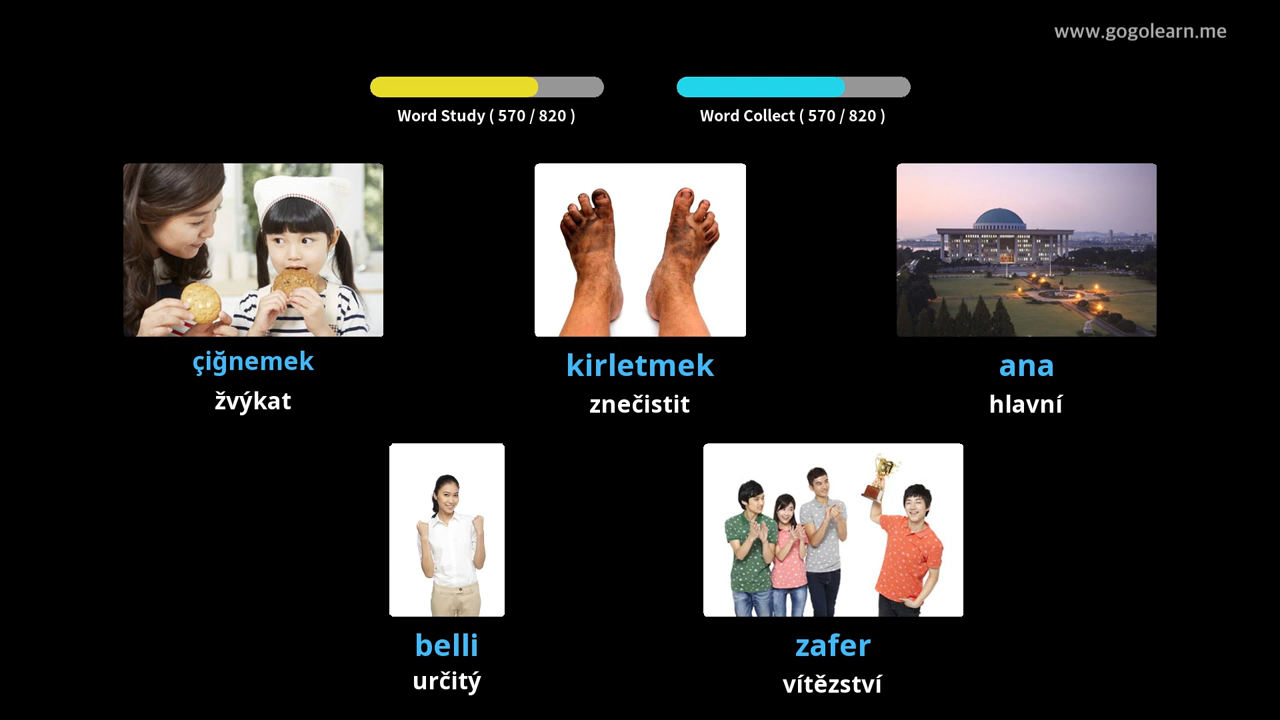 www.gogolearn.me
Word Study ( 570 / 820 )
Word Collect ( 570 / 820 )
çiğnemek
žvýkat
kirletmek
znečistit
ana
hlavní
belli
určitý
zafer
vítězství